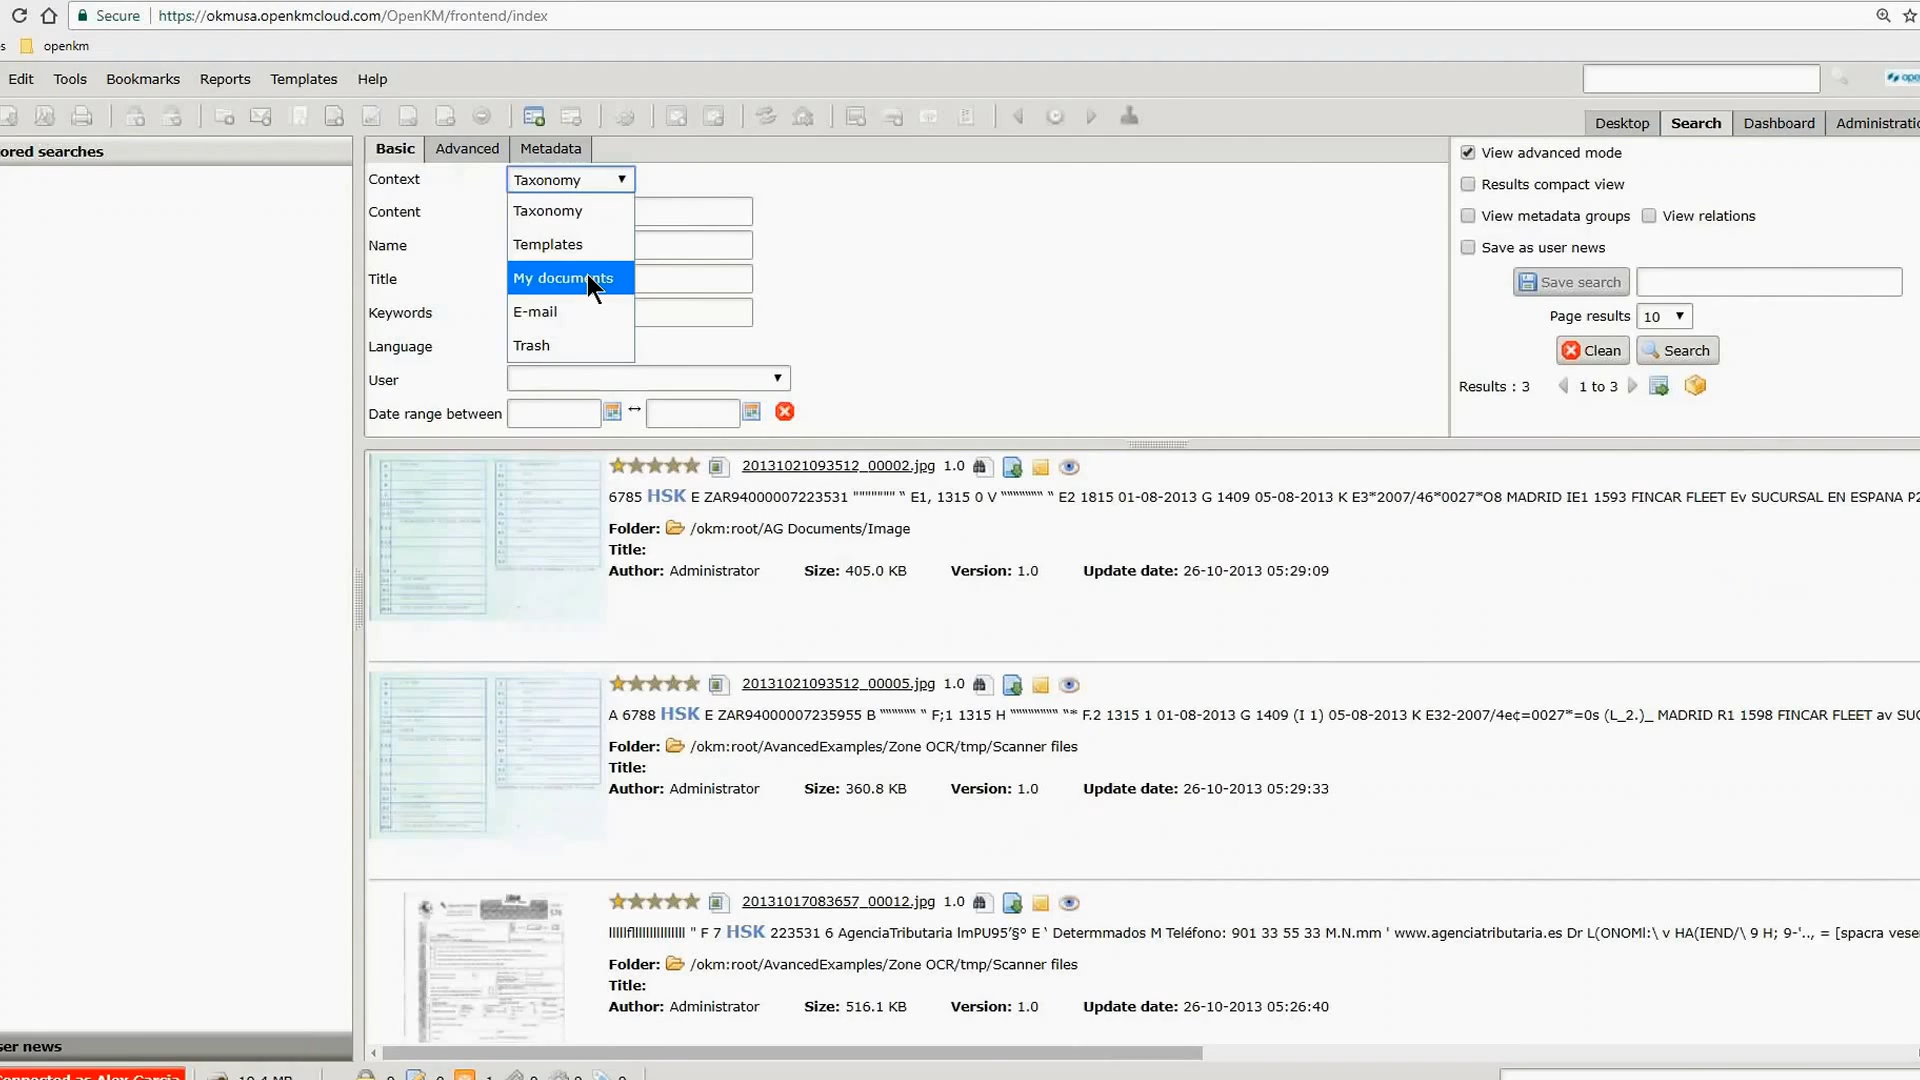 Secure https://okmusa.openkmcloud.com/OpenKM/frontend/index
openkm
Edit Tools Bookmarks Reports Templates Help
Desktop Search Dashboard Administratio
ored searches
Basic Advanced Metadata
Context Taxonomy
Taxonomy
Templates
My documents
E-mail
Trash
Content
Name
Title
Keywords
Language
User
Date range between
View advanced mode
Results compact view
View metadata groups View relations
Save as user news
Save search
Page results 10
Clean Search
Results : 3 1 to 3
20131021093512_00002.jpg 1.0
6785 HSK E ZAR94000007223531 """"""" " E1, 1315 0 V """"""" " E2 1815 01-08-2013 G 1409 05-08-2013 K E3*2007/46*0027*O8 MADRID IE1 1593 FINCAR FLEET Ev SUCURSAL EN ESPANA P2
Folder: /okm:root/AG Documents/Image
Title:
Author: Administrator Size: 405.0 KB Version: 1.0 Update date: 26-10-2013 05:29:09
20131021093512_00005.jpg 1.0
A 6788 HSK E ZAR94000007235955 B """""" " F;1 1315 H """"""" "* F.2 1315 1 01-08-2013 G 1409 (I 1) 05-08-2013 K E32-2007/4e¢=0027*=0s (L_2.)_ MADRID R1 1598 FINCAR FLEET av SUC
Folder: /okm:root/AvancedExamples/Zone OCR/tmp/Scanner files
Title:
Author: Administrator Size: 360.8 KB Version: 1.0 Update date: 26-10-2013 05:29:33
20131017083657_00012.jpg 1.0
" F 7 HSK 223531 6 AgenciaTributaria lmPU95'§° E ' Determmados M Teléfono: 901 33 55 33 M.N.mm ' www.agenciatributaria.es Dr L(ONOMl:\ v HA(IEND/\ 9 H; 9-'.., = [spacra vese
Folder: /okm:root/AvancedExamples/Zone OCR/tmp/Scanner files
Title:
Author: Administrator Size: 516.1 KB Version: 1.0 Update date: 26-10-2013 05:26:40
ser news
Connected as Alex Garcia 10.4 MB